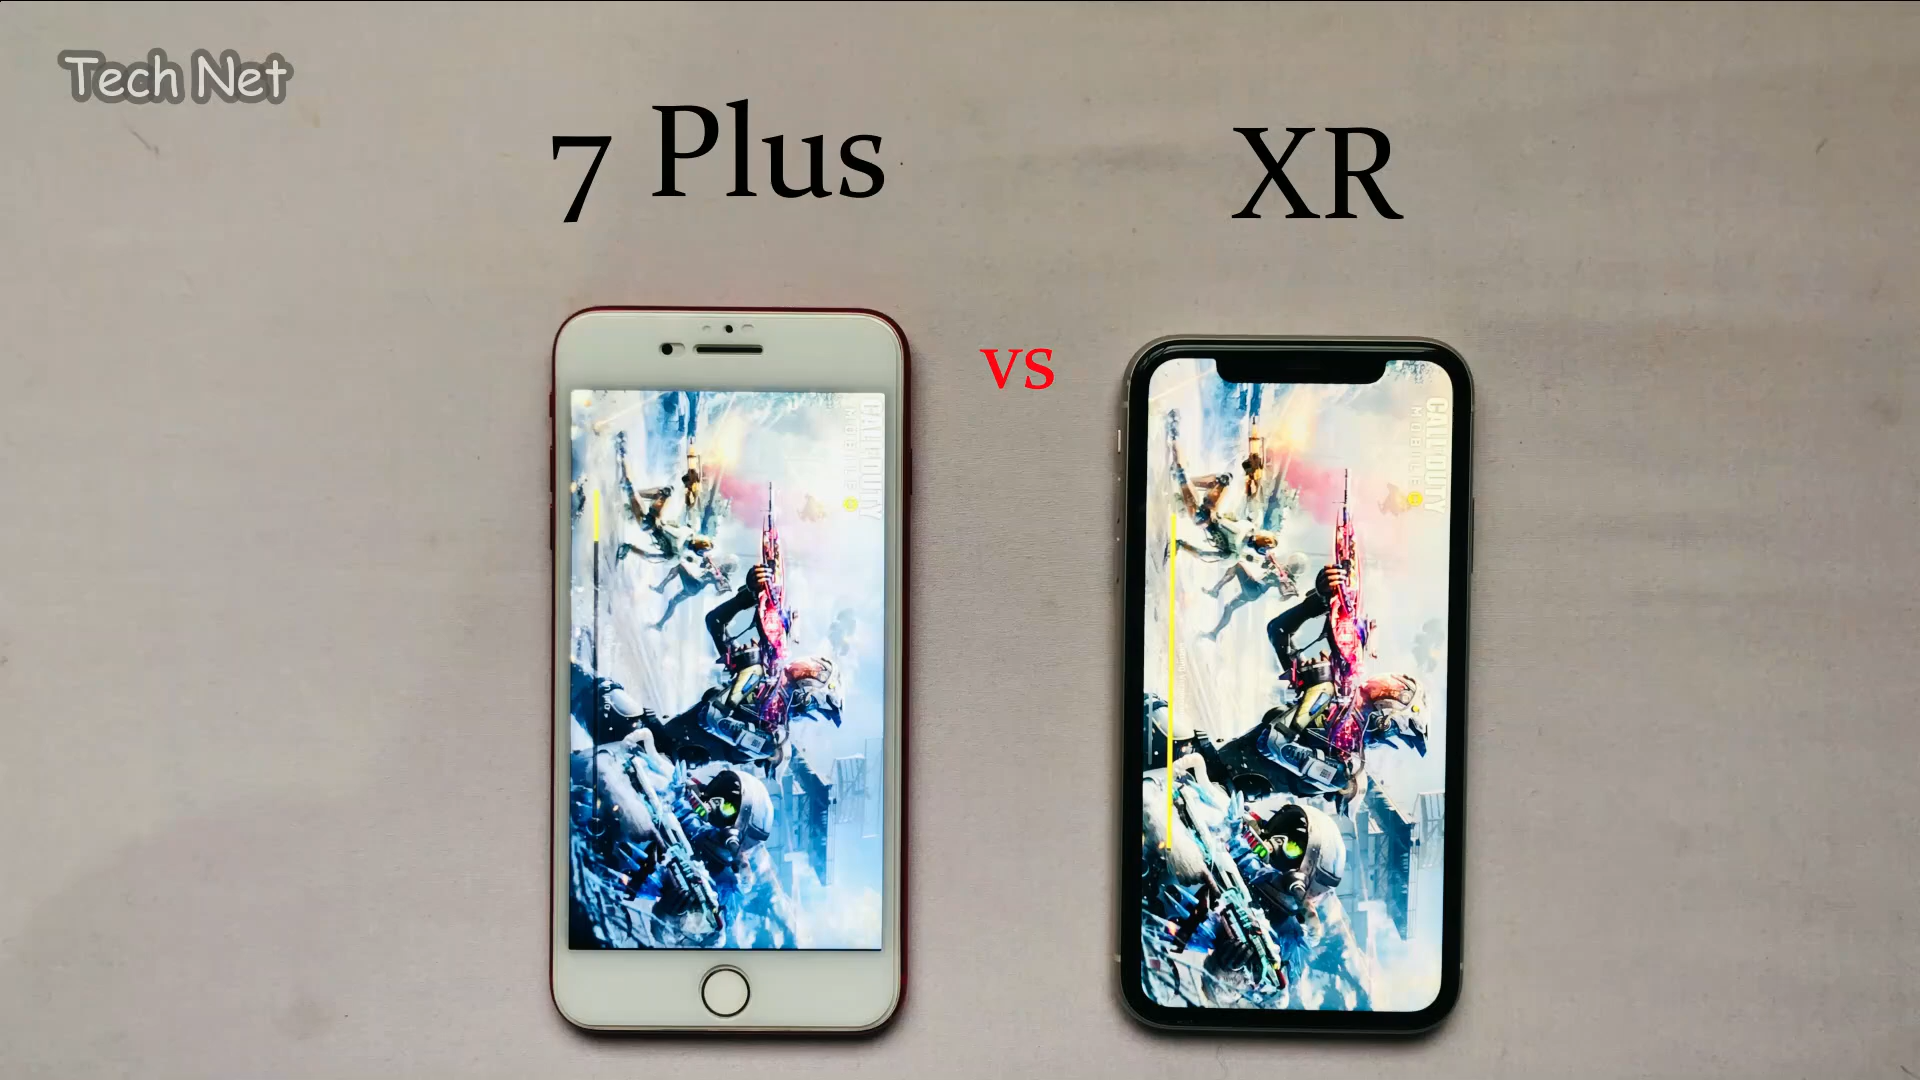 Tech Net
7 Plus
XR
vs
CALL OF DUTY
MOBILE
CALL OF DUTY
MOBILE